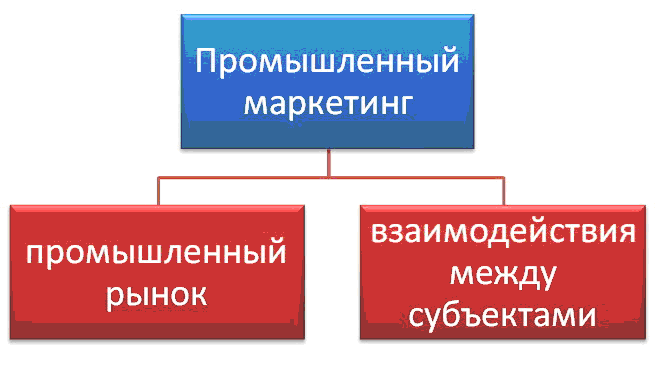 Промышленный
маркетинг
промышленный
рынок
взаимодействия
между
субъектами